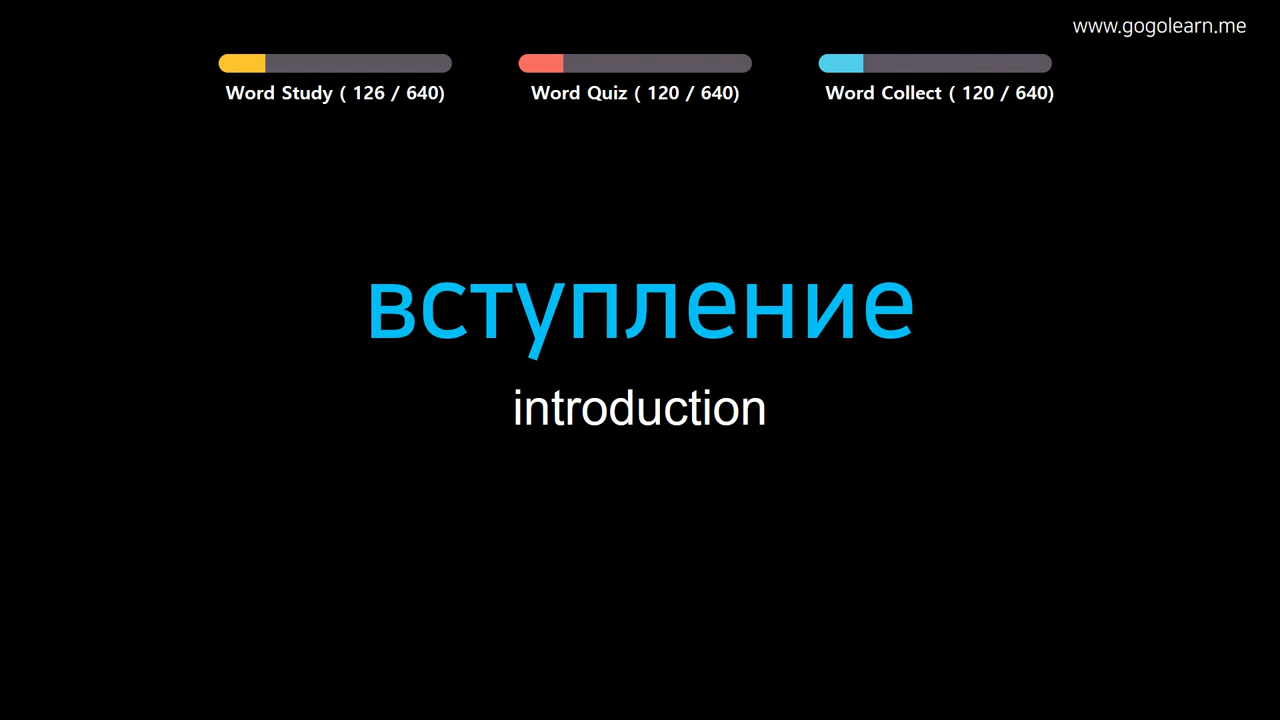 www.gogolearn.me
Word Study ( 126 / 640)
Word Quiz ( 120 / 640)
Word Collect ( 120 / 640)
вступление
introduction